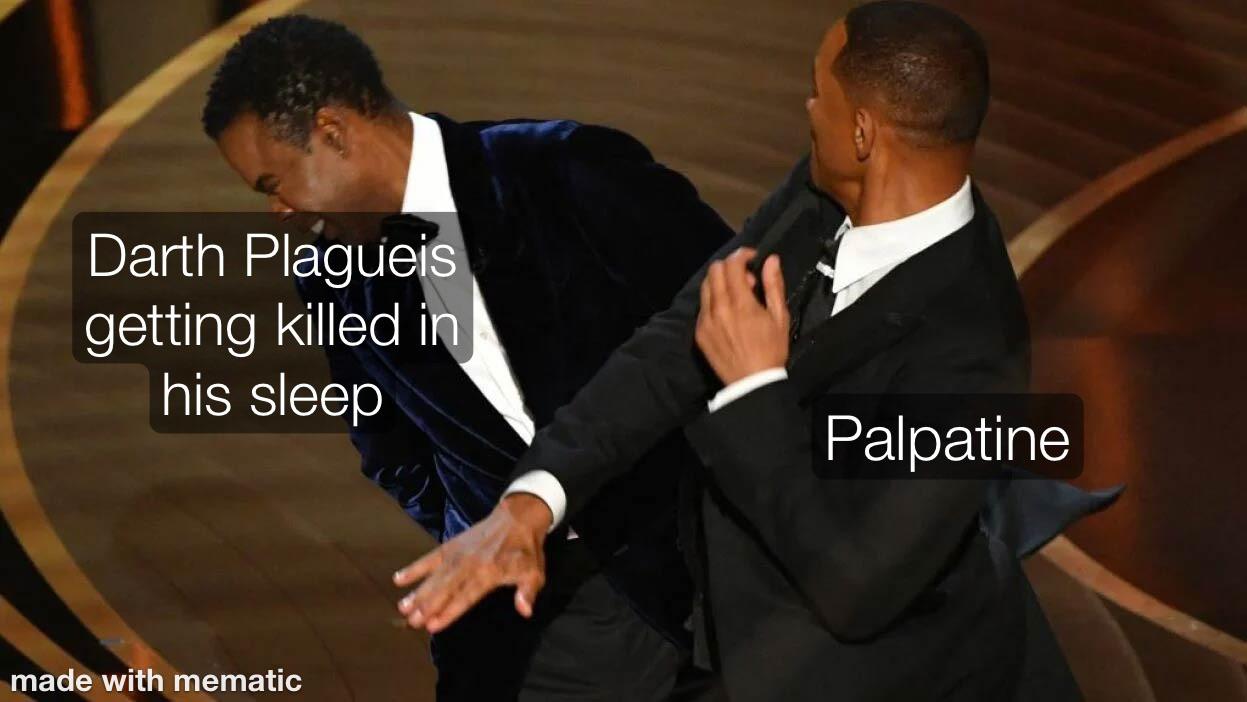 Darth Plagueis
getting killed in
his sleep
Palpatine
made with mematic